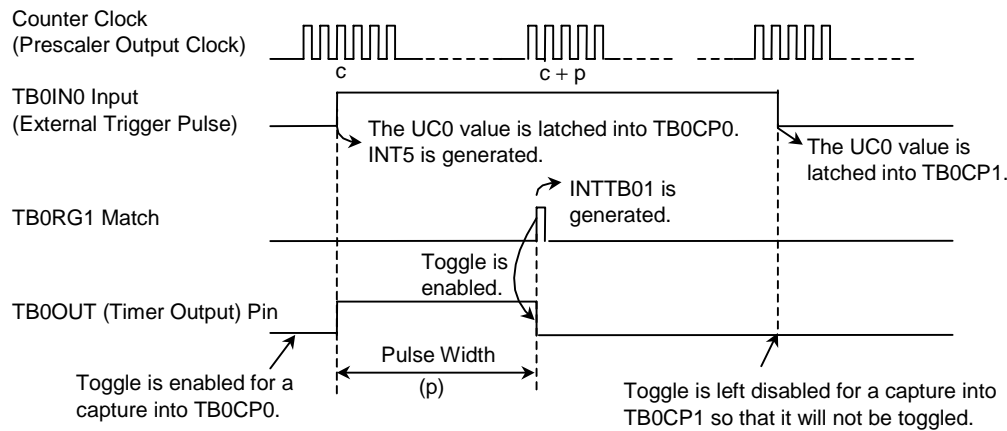 Counter Clock
(Prescaler Output Clock)
c
c + p
TB0IN0 Input
(External Trigger Pulse)
The UC0 value is latched into TB0CP0.
INT5 is generated.
The UC0 value is
latched into TB0CP1.
INTTB01 is
generated.
TB0RG1 Match
Toggle is
enabled.
TB0OUT (Timer Output) Pin
Pulse Width
(p)
Toggle is enabled for a
capture into TB0CP0.
Toggle is left disabled for a capture into
TB0CP1 so that it will not be toggled.